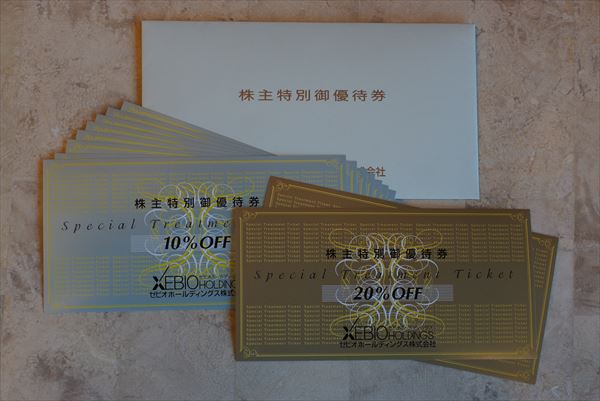 株主特別御優待券
会社
株主特別御優待券
Special Treatme
10%OFF
XEBIO HOLDINGS
ゼビオホールディングス株式会
株主特別御優待券
Special Treatment Ticket
20%OFF
XEBIO HOLDINGS
ゼビオホールディングス株式会社